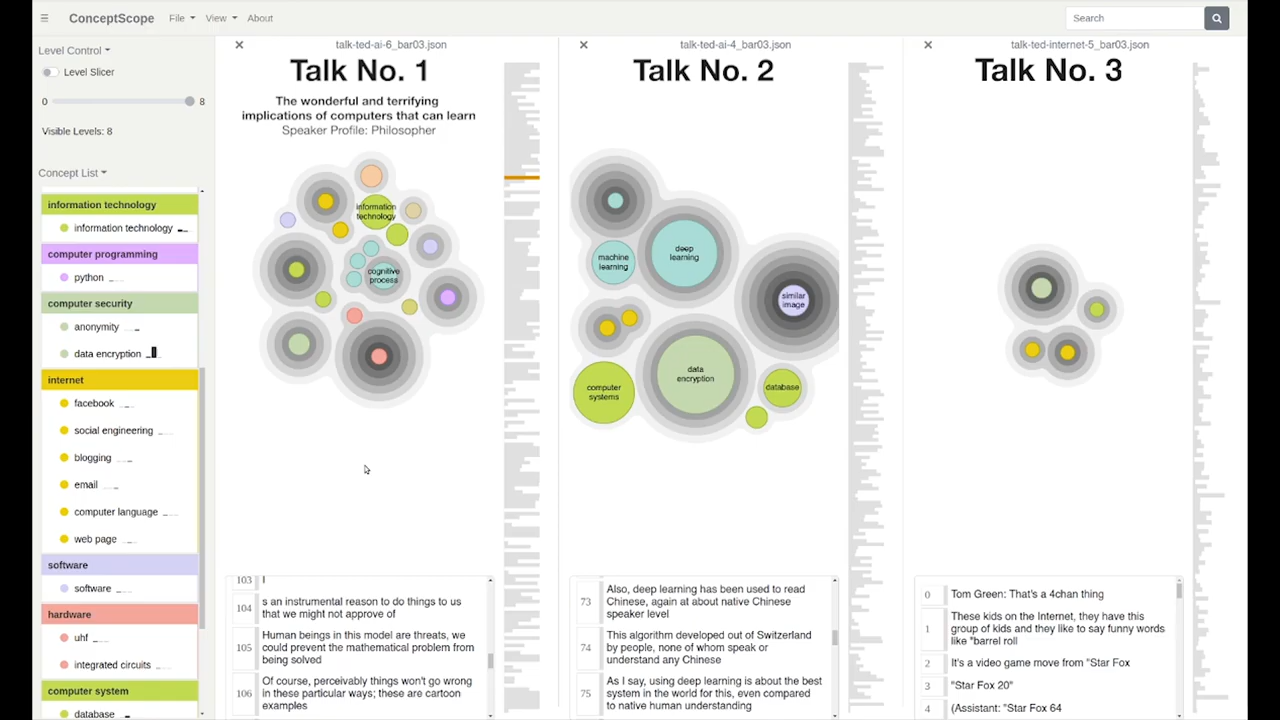 ☰ ConceptScope File View About Search
Level Control
Level Slicer
0 8
Visible Levels: 8
Concept List
information technology
information technology
computer programming
python
computer security
anonymity
data encryption
internet
facebook
social engineering
blogging
email
computer language
web page
software
software
hardware
uhf
integrated circuits
computer system
database
talk-ted-ai-6_bar03.json
Talk No. 1
The wonderful and terrifying
implications of computers that can learn
Speaker Profile: Philosopher
information
technology
cognitive
process
103 I
104 s an instrumental reason to do things to us
that we might not approve of
105 Human beings in this model are threats, we
could prevent the mathematical problem from
being solved
106 Of course, perceivably things won't go wrong
in these particular ways; these are cartoon
examples
talk-ted-ai-4_bar03.json
Talk No. 2
deep
learning
machine
learning
similar
image
data
encryption
computer
systems
database
73 Also, deep learning has been used to read
Chinese, again at about native Chinese
speaker level
74 This algorithm developed out of Switzerland
by people, none of whom speak or
understand any Chinese
75 As I say, using deep learning is about the best
system in the world for this, even compared
to native human understanding
talk-ted-internet-5_bar03.json
Talk No. 3
0 Tom Green: That's a 4chan thing
1 These kids on the Internet, they have this
group of kids and they like to say funny words
like "barrel roll
2 It's a video game move from "Star Fox
3 "Star Fox 20"
4 (Assistant: "Star Fox 64